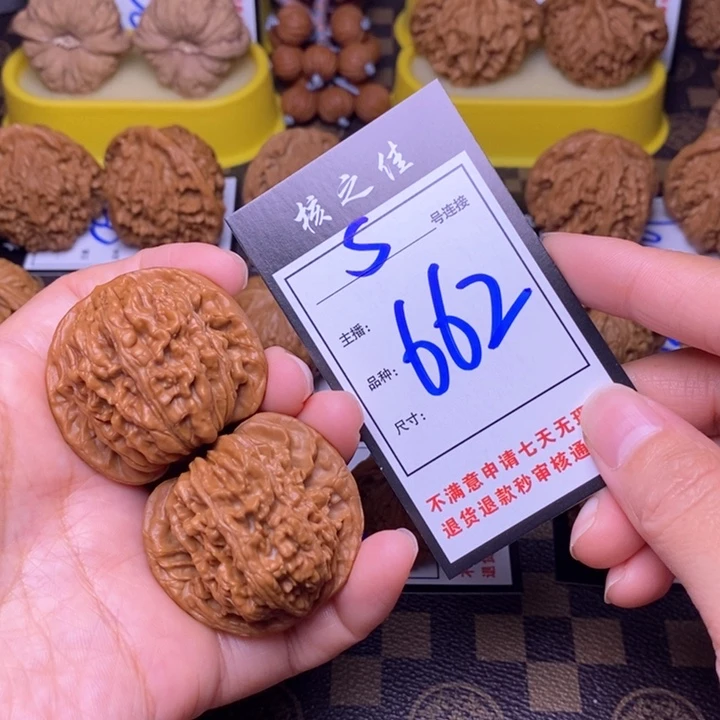 核之佳
S 号连接
主播:
662
品种:
尺寸:
不满意申请七天无
退货退款秒审核通